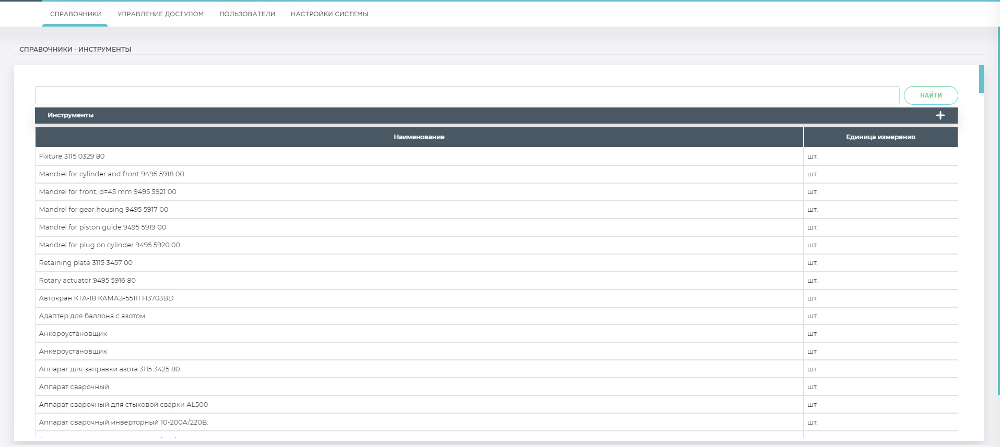 СПРАВОЧНИКИ УПРАВЛЕНИЕ ДОСТУПОМ ПОЛЬЗОВАТЕЛИ НАСТРОЙКИ СИСТЕМЫ
СПРАВОЧНИКИ - ИНСТРУМЕНТЫ
НАЙТИ
Инструменты
Наименование Единица измерения
Fixture 3115 0329 80 шт.
Mandrel for cylinder and front 9495 5918 00 шт.
Mandrel for front, d=45 mm 9495 5921 00 шт.
Mandrel for gear housing 9495 5917 00 шт.
Mandrel for piston guide 9495 5919 00 шт.
Mandrel for plug on cylinder 9495 5920 00 шт.
Retaining plate 3115 3457 00 шт.
Rotary actuator 9495 5916 80 шт.
Автокран КТА-18 КАМАЗ-55111 H3703BD шт.
Адаптер для баллона с азотом шт.
Анкероустановщик шт
Анкероустановщик шт
Аппарат для заправки азота 3115 3425 80 шт.
Аппарат сварочный шт.
Аппарат сварочный для стыковой сварки AL500 шт
Аппарат сварочный инверторный 10-200А/220В. шт.